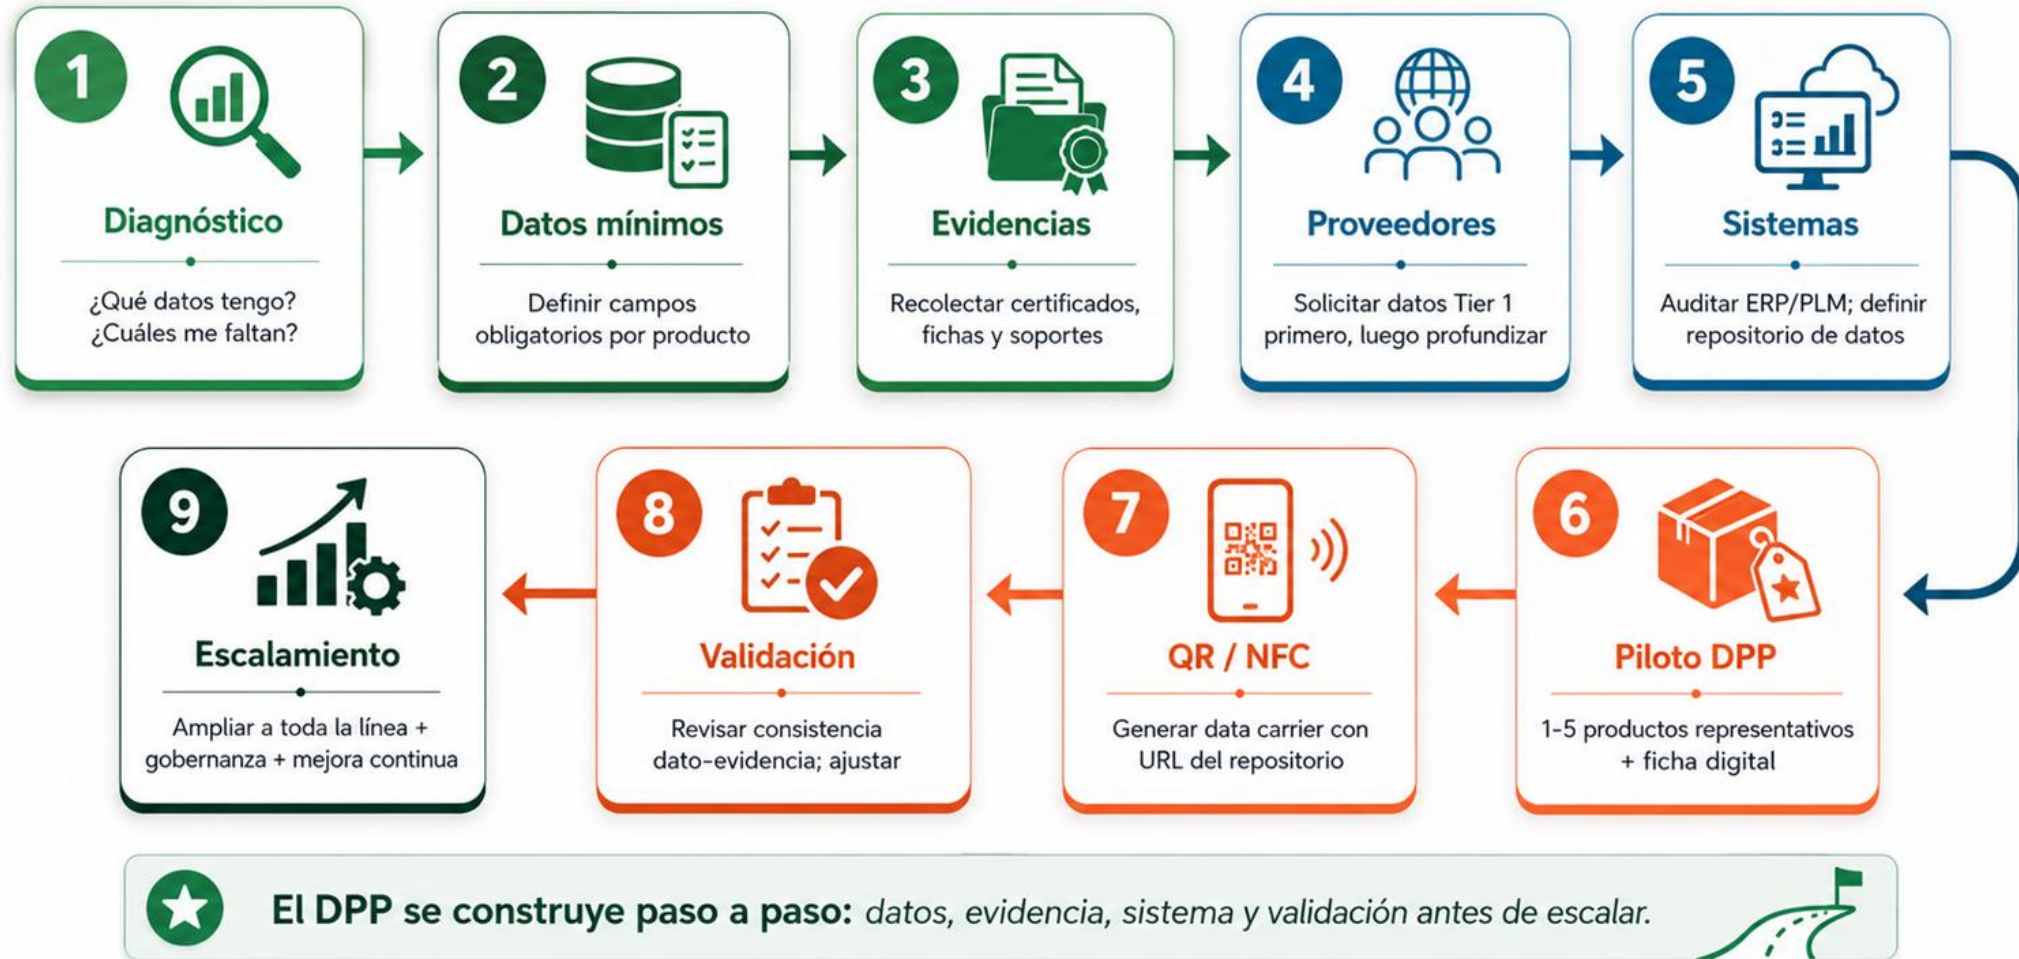 1
Diagnóstico
¿Qué datos tengo?
¿Cuáles me faltan?
2
Datos mínimos
Definir campos
obligatorios por producto
3
Evidencias
Recolectar certificados,
fichas y soportes
4
Proveedores
Solicitar datos Tier 1
primero, luego profundizar
5
Sistemas
Auditar ERP/PLM; definir
repositorio de datos
6
Piloto DPP
1-5 productos representativos
+ ficha digital
7
QR / NFC
Generar data carrier con
URL del repositorio
8
Validación
Revisar consistencia
dato-evidencia; ajustar
9
Escalamiento
Ampliar a toda la línea +
gobernanza + mejora continua
El DPP se construye paso a paso: datos, evidencia, sistema y validación antes de escalar.